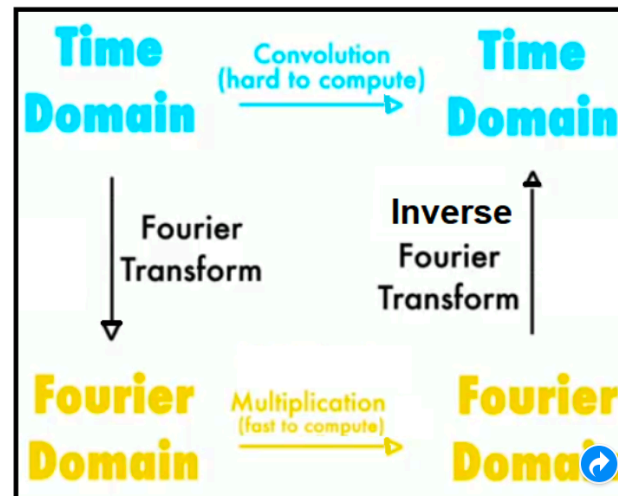 Time
Domain
Convolution
(hard to compute)
Time
Domain
Fourier
Transform
Inverse
Fourier
Transform
Fourier
Domain
Multiplication
(fast to compute)
Fourier
Domain